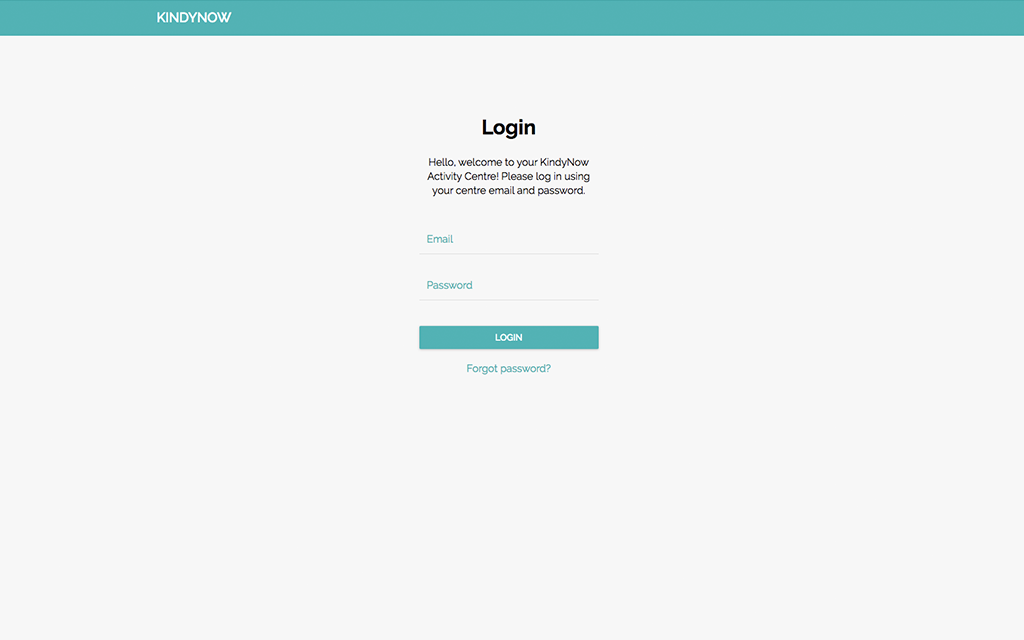 KINDYNOW
Login
Hello, welcome to your KindyNow
Activity Centre! Please log in using
your centre email and password.
Email
Password
LOGIN
Forgot password?